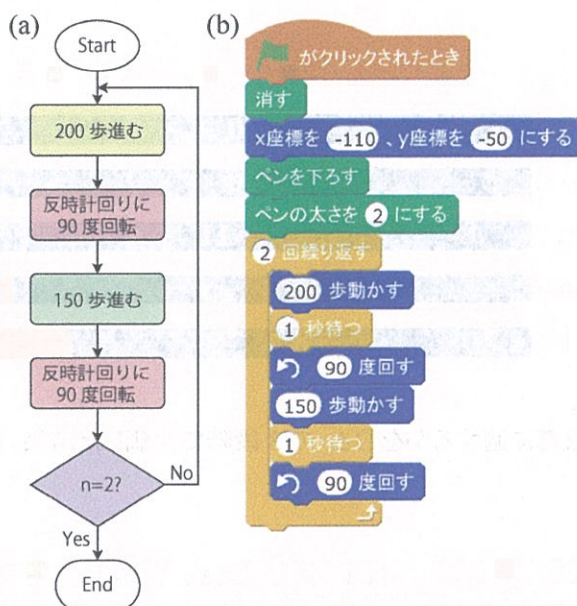 (a)
Start
200 歩進む
反時計回りに
90 度回転
150 歩進む
反時計回りに
90 度回転
n=2?
No
Yes
End
(b)
がクリックされたとき
消す
x座標を -110 、y座標を -50 にする
ペンを下ろす
ペンの太さを 2 にする
2 回繰り返す
200 歩動かす
1 秒待つ
90 度回す
150 歩動かす
1 秒待つ
90 度回す